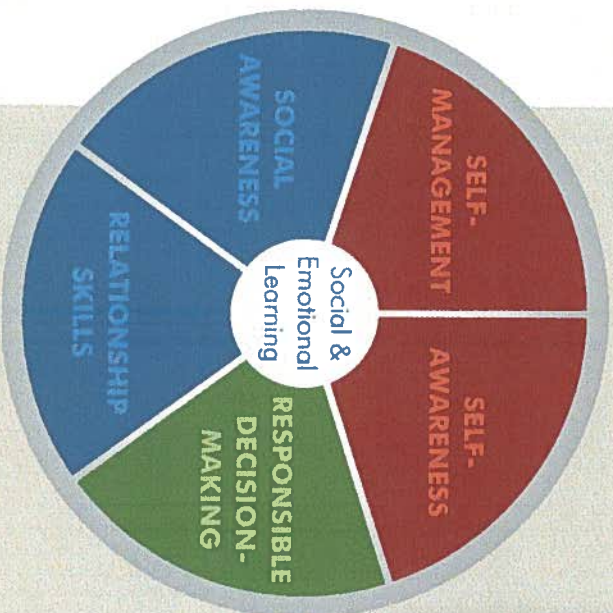 Social &
Emotional
Learning
SELF-
AWARENESS
RESPONSIBLE
DECISION-
MAKING
RELATIONSHIP
SKILLS
SOCIAL
AWARENESS
SELF-
MANAGEMENT